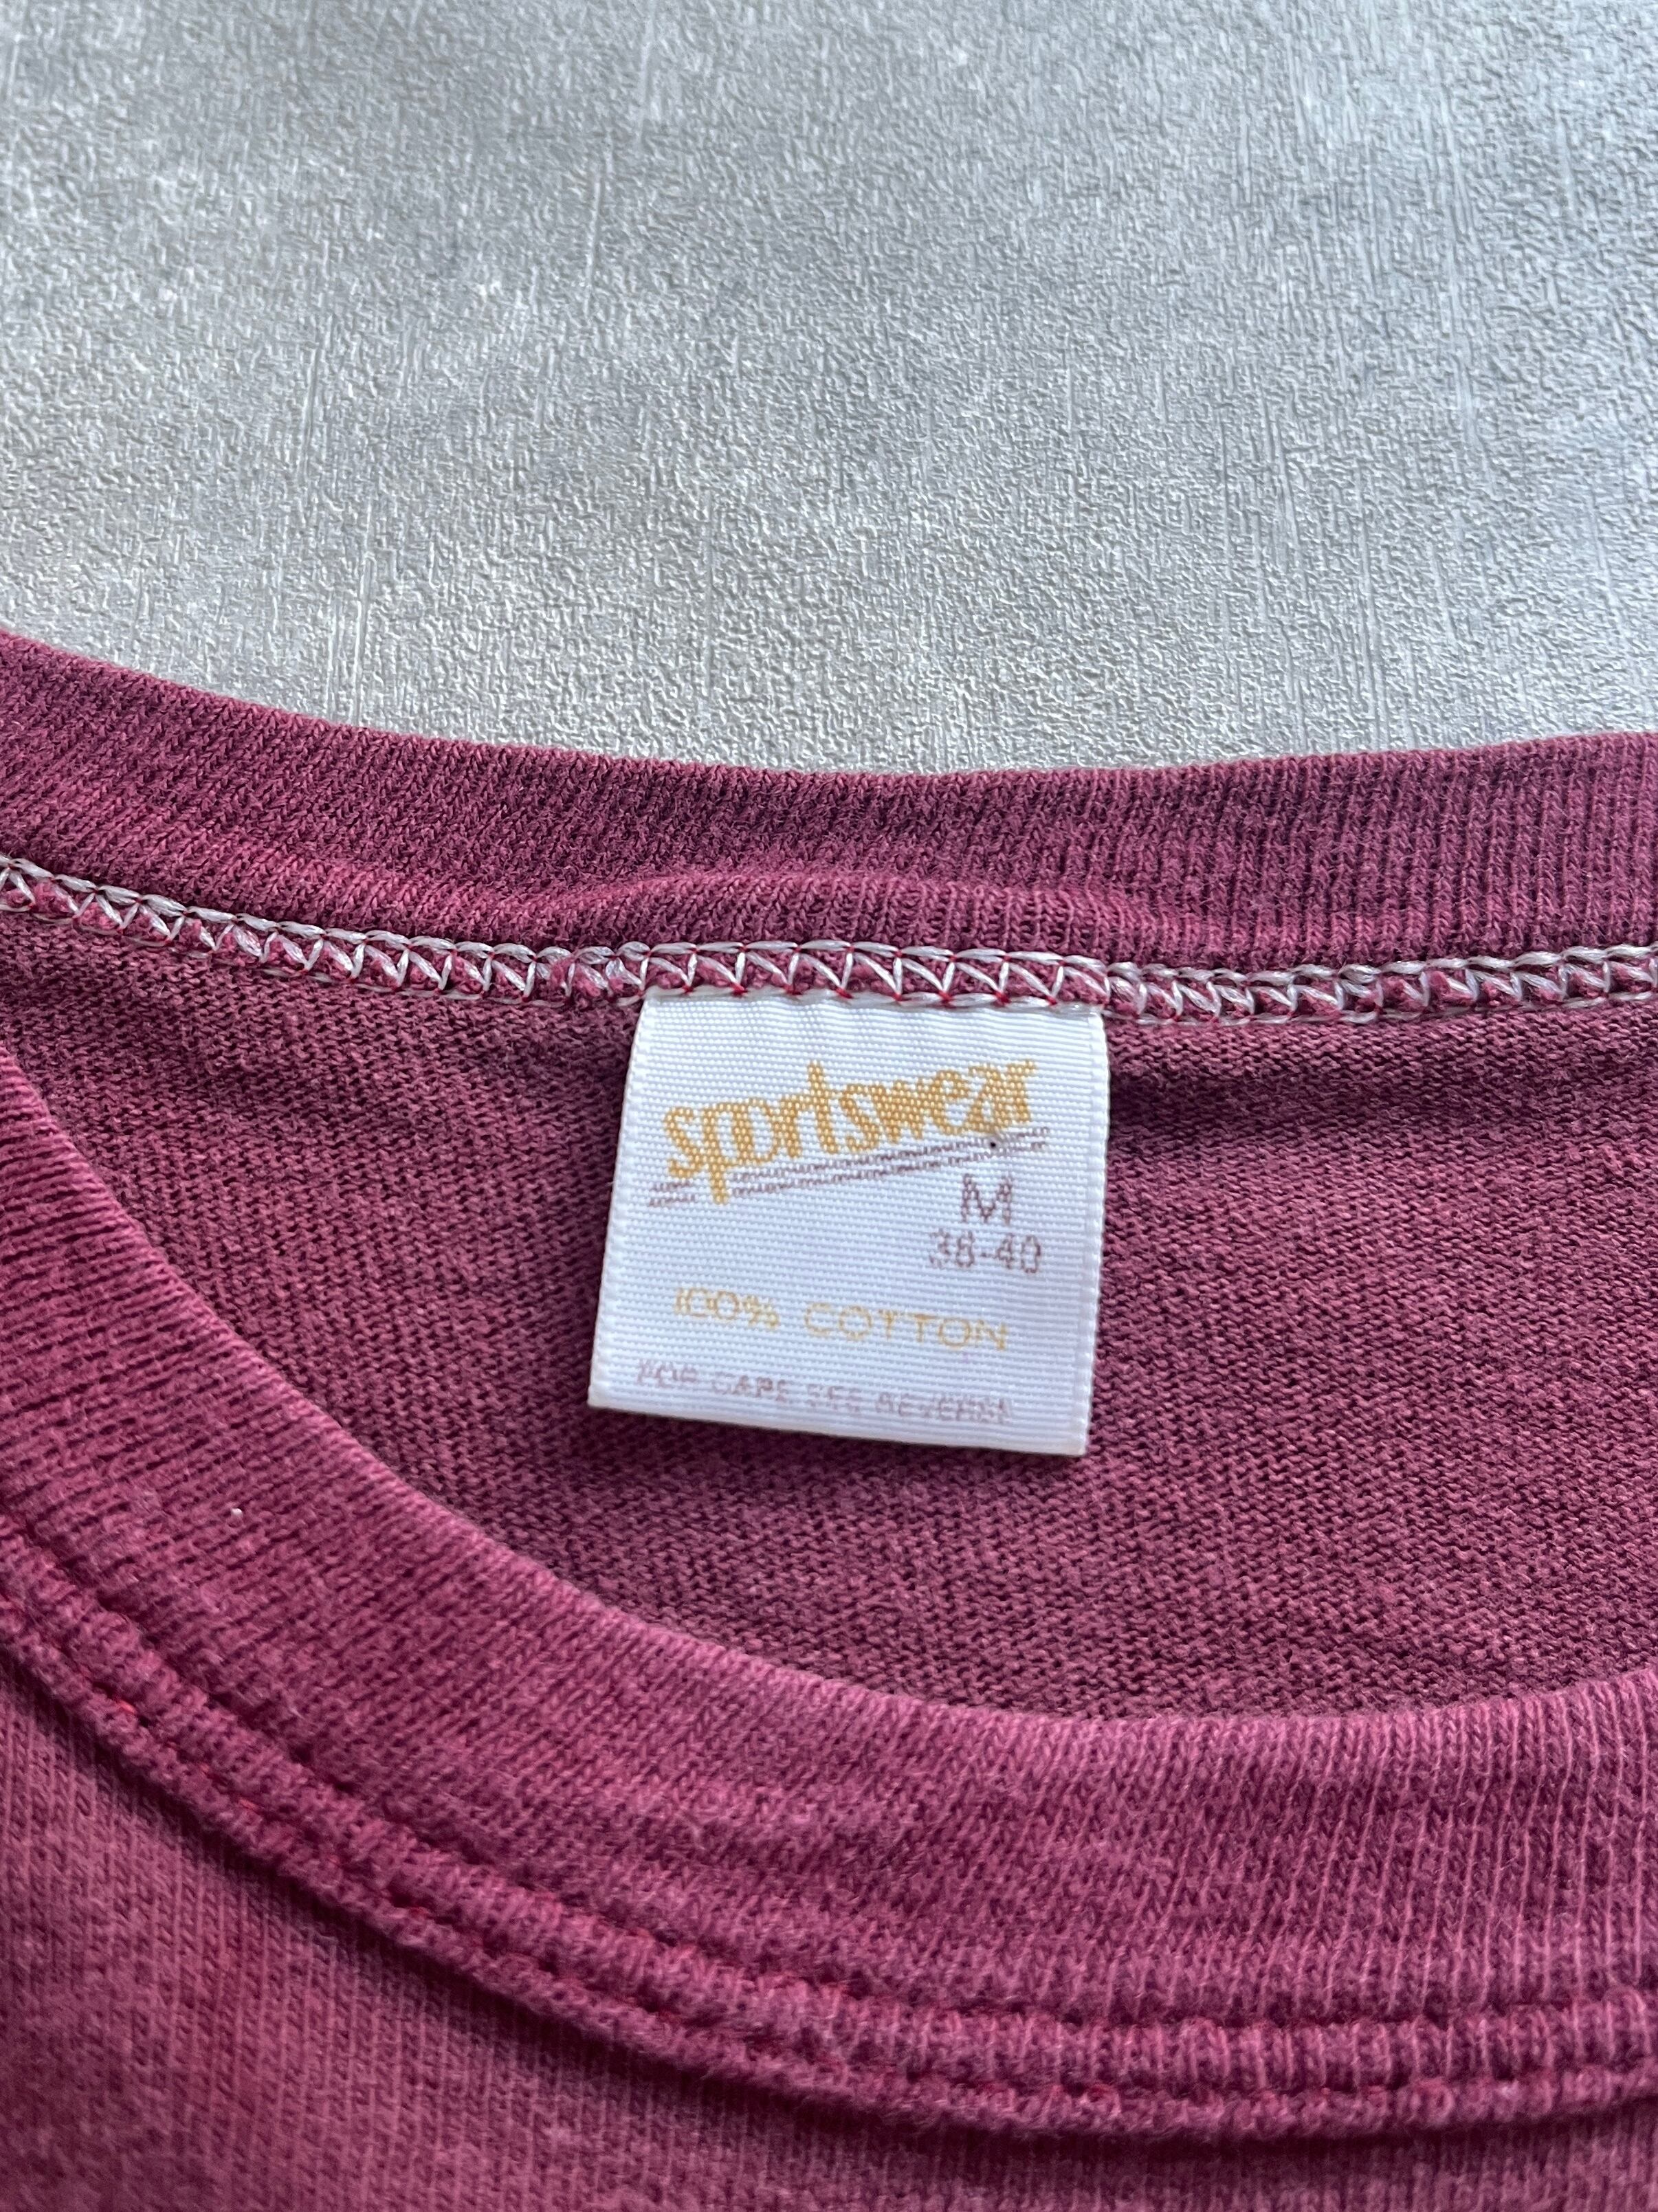 sportswear
M
38-40
100% COTTON
FOR CARE SEE REVERSE